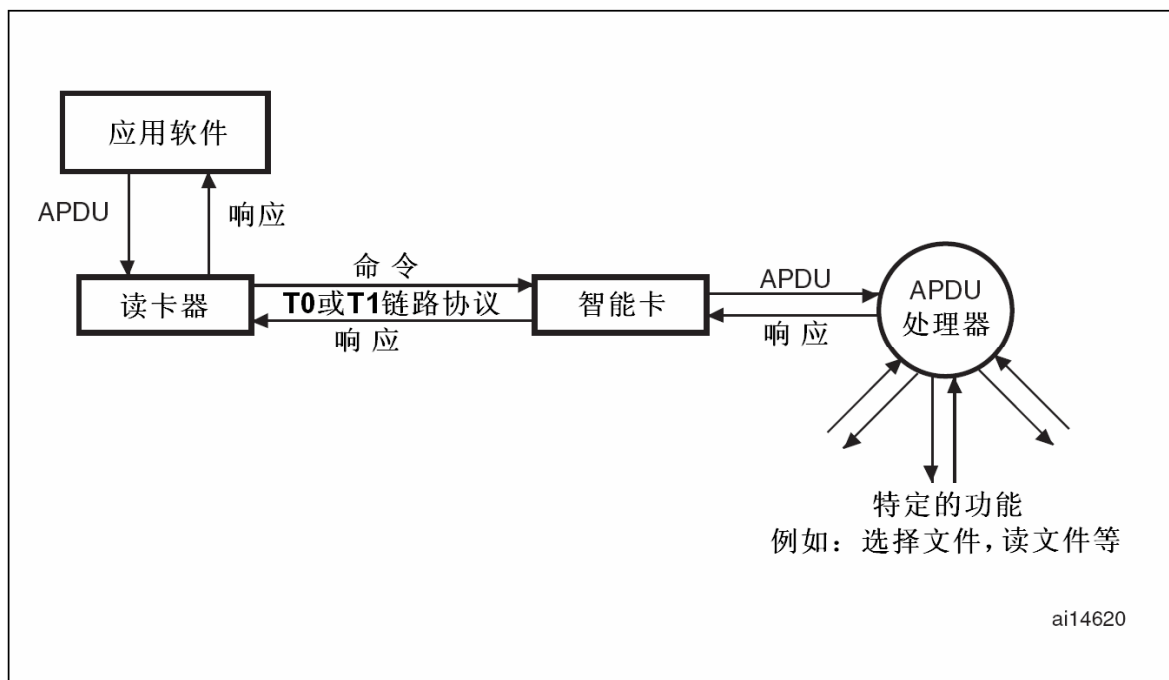 应用软件
APDU
响应
读卡器
命令
T0或T1链路协议
响应
智能卡
APDU
响应
APDU
处理器
特定的功能
例如：选择文件，读文件等
ai14620